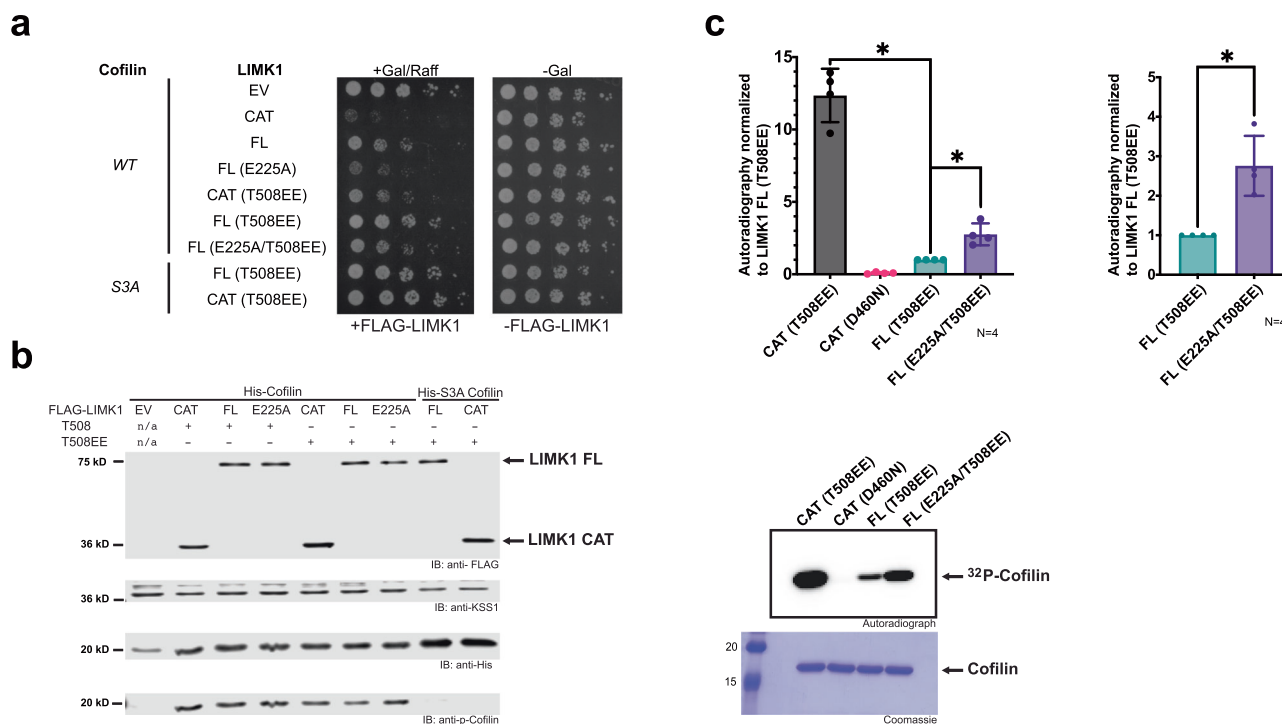 a
Cofilin LIMK1 +Gal/Raff -Gal
EV
CAT
FL
WT FL (E225A)
CAT (T508EE)
FL (T508EE)
FL (E225A/T508EE)
S3A FL (T508EE)
CAT (T508EE)
+FLAG-LIMK1 -FLAG-LIMK1
b
His-Cofilin His-S3A Cofilin
FLAG-LIMK1 EV CAT FL E225A CAT FL E225A FL CAT
T508 n/a + + + – – – – –
T508EE n/a – – – + + + + +
75 kD LIMK1 FL
36 kD LIMK1 CAT
IB: anti- FLAG
36 kD
IB: anti-KSS1
20 kD
IB: anti-His
20 kD
IB: anti-p-Cofilin
c
Autoradiography normalized
to LIMK1 FL (T508EE)
15
10
5
0
* *
CAT (T508EE)
CAT (D460N)
FL (T508EE)
FL (E225A/T508EE)
N=4
Autoradiography normalized
to LIMK1 FL (T508EE)
5
4
3
2
1
0
*
FL (T508EE)
FL (E225A/T508EE)
N=4
CAT (T508EE)
CAT (D460N)
FL (T508EE)
FL (E225A/T508EE)
32P-Cofilin
Autoradiograph
20
15
Cofilin
Coomassie